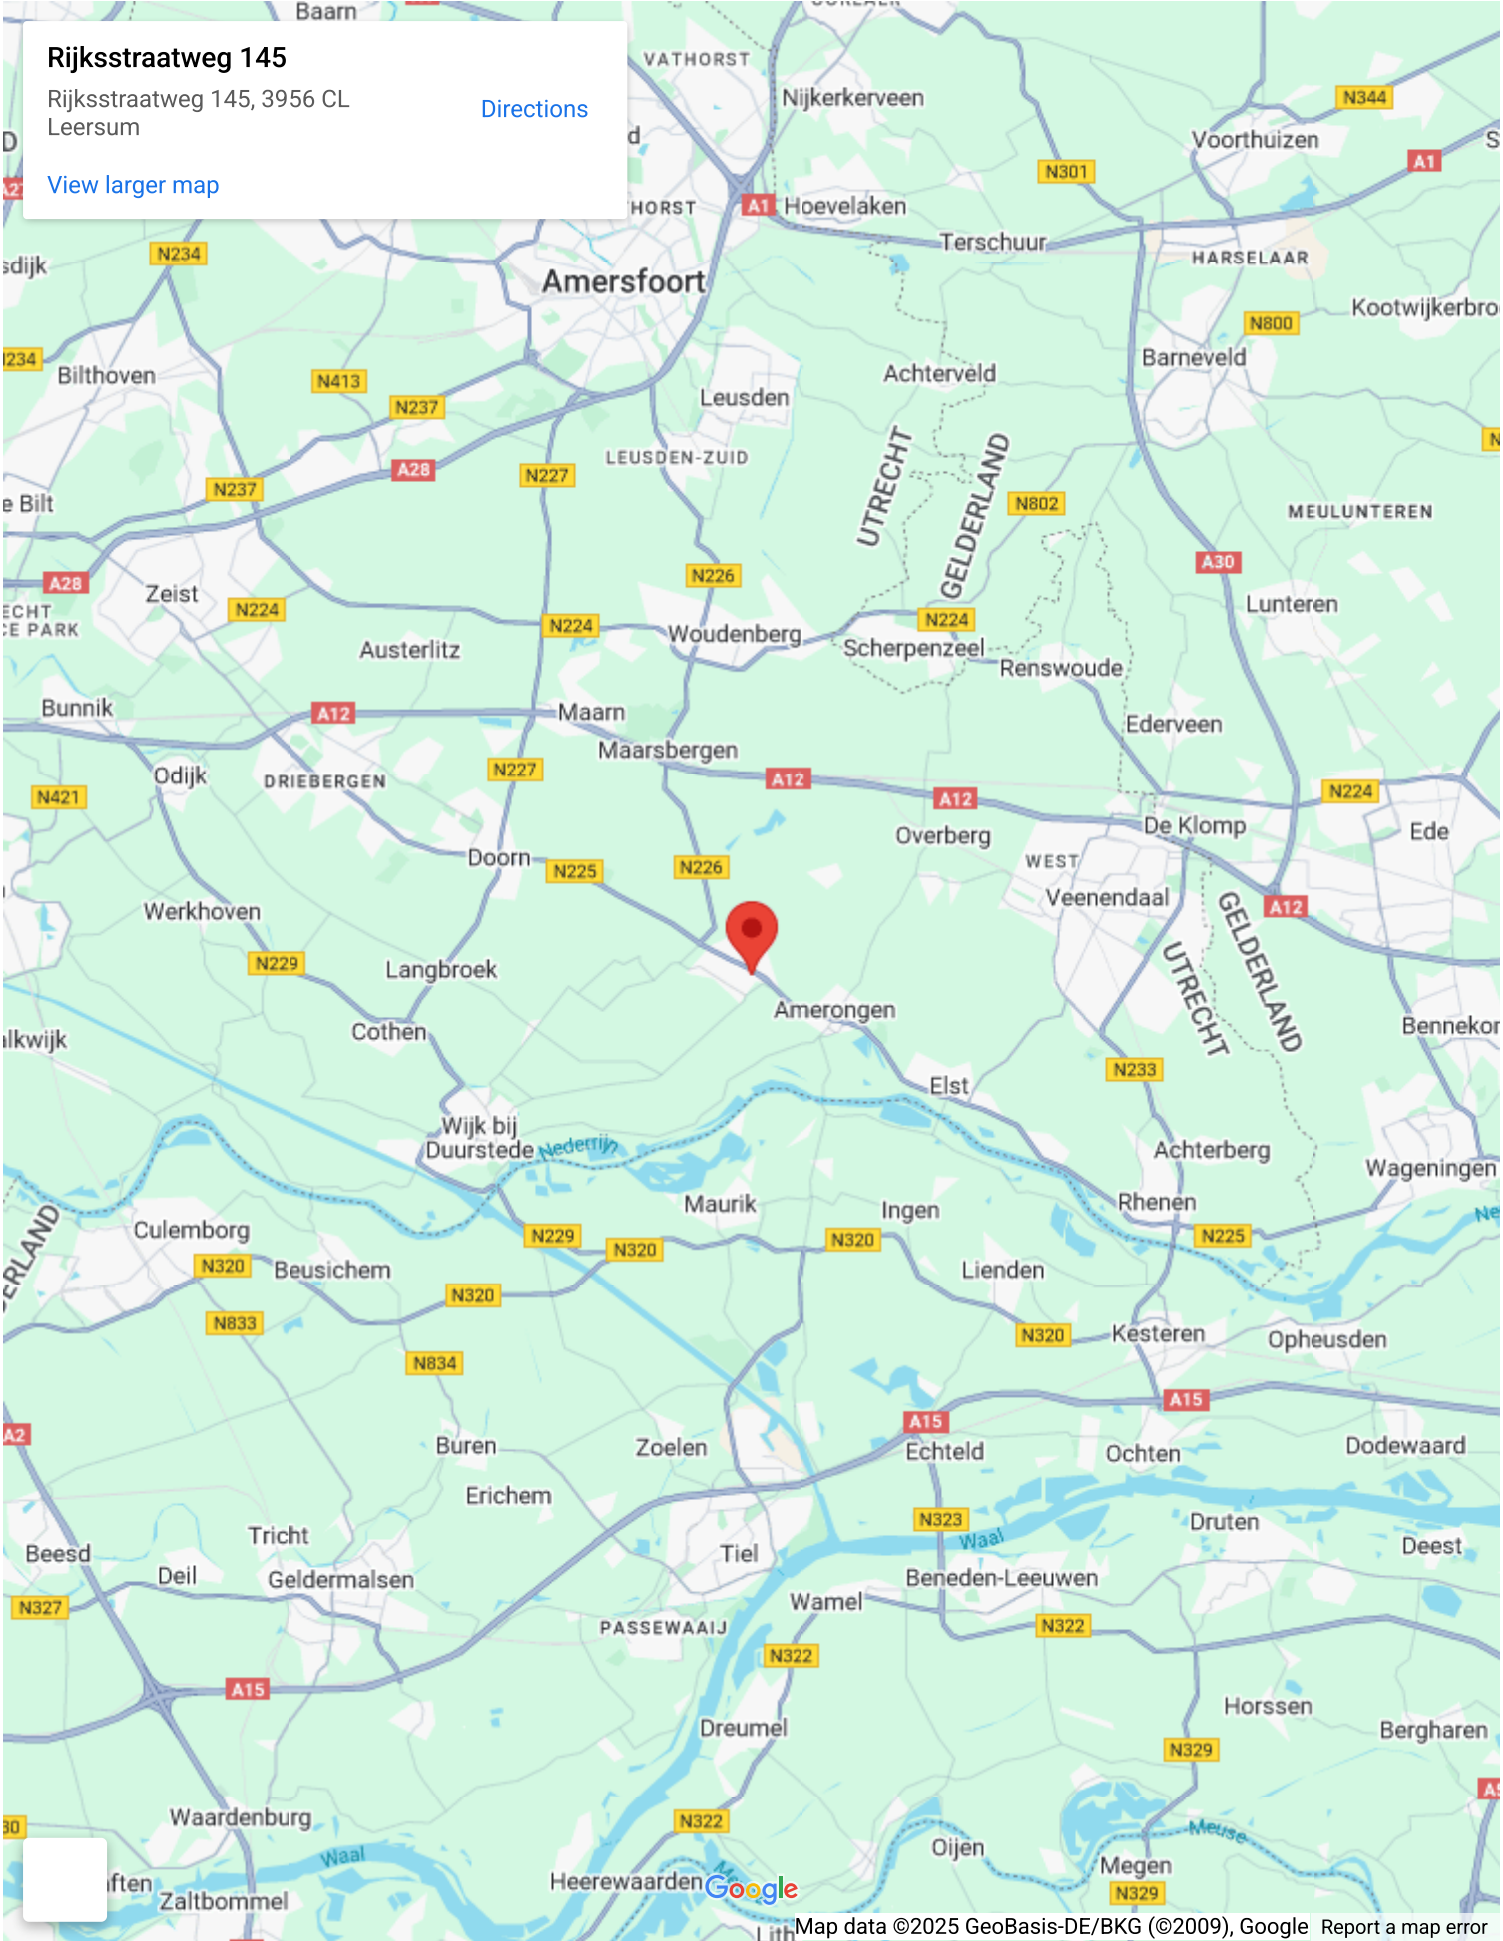 Baarn
Rijksstraatweg 145
Rijksstraatweg 145, 3956 CL
Leersum
Directions
View larger map
VATHORST
Nijkerkerveen
N344
Voorthuizen
A1
N301
A1
Hoevelaken
Terschuur
HARSELAAR
N234
Amersfoort
Kootwijkerbro
N800
Barneveld
Bilthoven
N413
N237
Achterveld
Leusden
LEUSDEN-ZUID
A28
N227
N237
UTRECHT
GELDERLAND
N802
MEULUNTEREN
e Bilt
A30
A28
Zeist
N224
N226
Lunteren
N224
N224
Woudenberg
Scherpenzeel
Austerlitz
Renswoude
Bunnik
A12
Maarn
Ederveen
Maarsbergen
Odijk
DRIEBERGEN
N227
A12
A12
N421
N224
Overberg
De Klomp
Ede
Doorn
N225
N226
WEST
Veenendaal
A12
Werkhoven
GELDERLAND
UTRECHT
N229
Langbroek
Amerongen
Cothen
alkwijk
Bennekor
N233
Elst
Wijk bij
Duurstede
Nederrijn
Achterberg
Wageningen
Maurik
Ingen
Rhenen
Culemborg
N229
N320
N320
N225
N320
Beusichem
Lienden
N320
N833
N320
Kesteren
Opheusden
N834
A15
A15
A2
Buren
Zoelen
Echteld
Ochten
Dodewaard
Erichem
N323
Waal
Druten
Tricht
Beesd
Deil
Geldermalsen
Tiel
Deest
Beneden-Leeuwen
Wamel
N327
PASSEWAAIJ
N322
N322
A15
Horssen
Dreumel
Bergharen
N329
Waardenburg
N322
Meuse
Oijen
Waal
Megen
Heerewaarden
Google
N329
Zaltbommel
Lith
Map data ©2025 GeoBasis-DE/BKG (©2009), Google
Report a map error